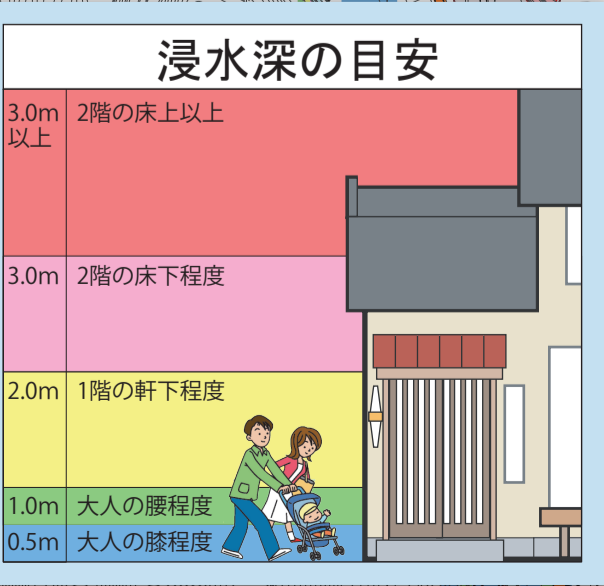 浸水深の目安
3.0m以上 2階の床上以上
3.0m 2階の床下程度
2.0m 1階の軒下程度
1.0m 大人の腰程度
0.5m 大人の膝程度